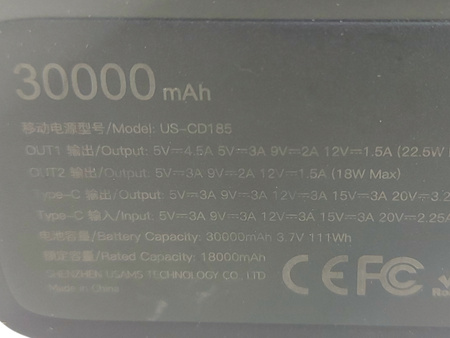 30000 mAh
移动电源型号/Model: US-CD185
OUT1 输出/Output: 5V=4.5A 5V=3A 9V=2A 12V=1.5A (22.5W
OUT2 输出/Output: 5V=3A 9V=2A 12V=1.5A (18W Max)
Type-C 输出/Output: 5V=3A 9V=3A 12V=3A 15V=3A 20V=3.2
Type-C 输入/Input: 5V=3A 9V=3A 12V=3A 15V=3A 20V=2.25A
电池容量/Battery Capacity: 30000mAh 3.7V 111Wh
额定容量/Rated Capacity: 18000mAh
SHENZHEN USAMS TECHNOLOGY CO., LTD
Made in China
CE FC